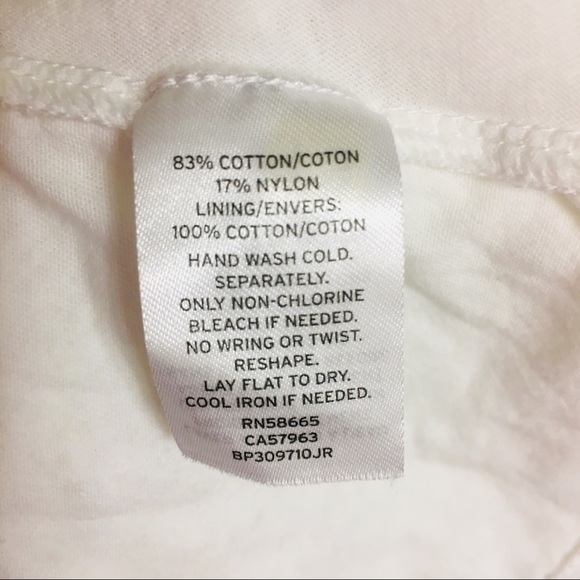 83% COTTON/COTON
17% NYLON
LINING/ENVERS:
100% COTTON/COTON
HAND WASH COLD.
SEPARATELY.
ONLY NON-CHLORINE
BLEACH IF NEEDED.
NO WRING OR TWIST.
RESHAPE.
LAY FLAT TO DRY.
COOL IRON IF NEEDED.
RN58665
CA57963
BP309710JR